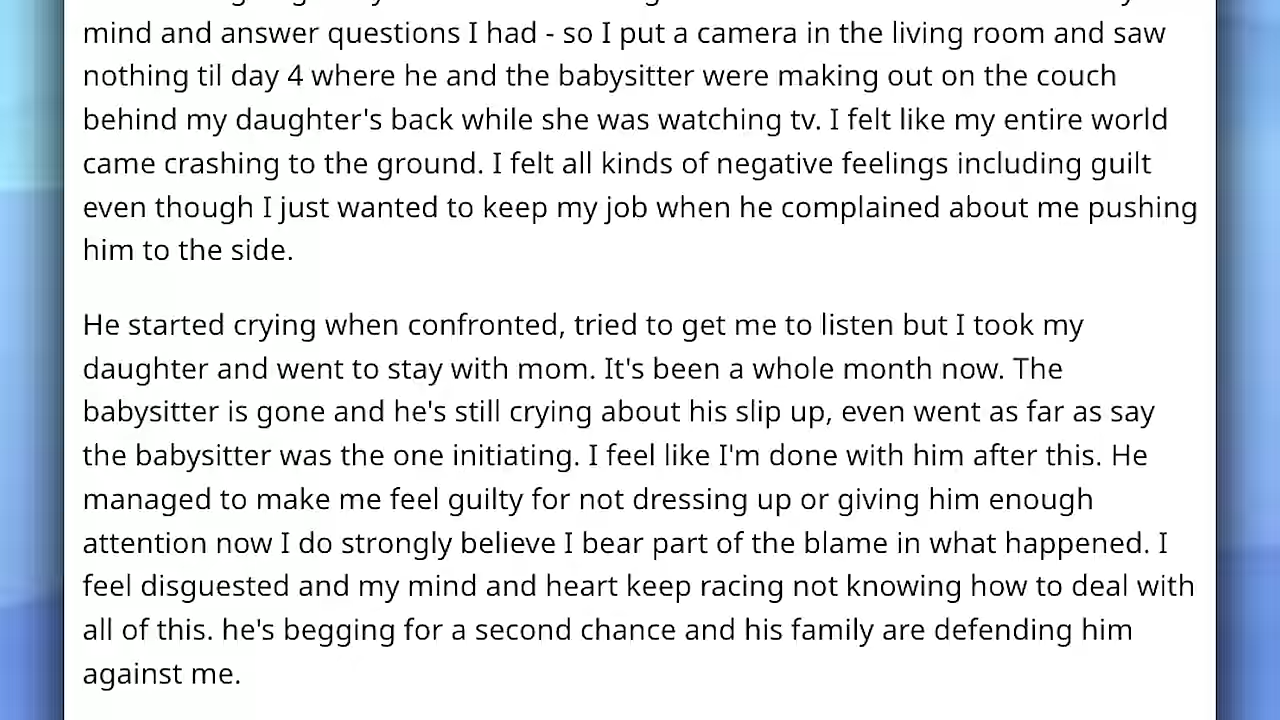 mind and answer questions I had - so I put a camera in the living room and saw
nothing til day 4 where he and the babysitter were making out on the couch
behind my daughter's back while she was watching tv. I felt like my entire world
came crashing to the ground. I felt all kinds of negative feelings including guilt
even though I just wanted to keep my job when he complained about me pushing
him to the side.
He started crying when confronted, tried to get me to listen but I took my
daughter and went to stay with mom. It's been a whole month now. The
babysitter is gone and he's still crying about his slip up, even went as far as say
the babysitter was the one initiating. I feel like I'm done with him after this. He
managed to make me feel guilty for not dressing up or giving him enough
attention now I do strongly believe I bear part of the blame in what happened. I
feel disguested and my mind and heart keep racing not knowing how to deal with
all of this. he's begging for a second chance and his family are defending him
against me.